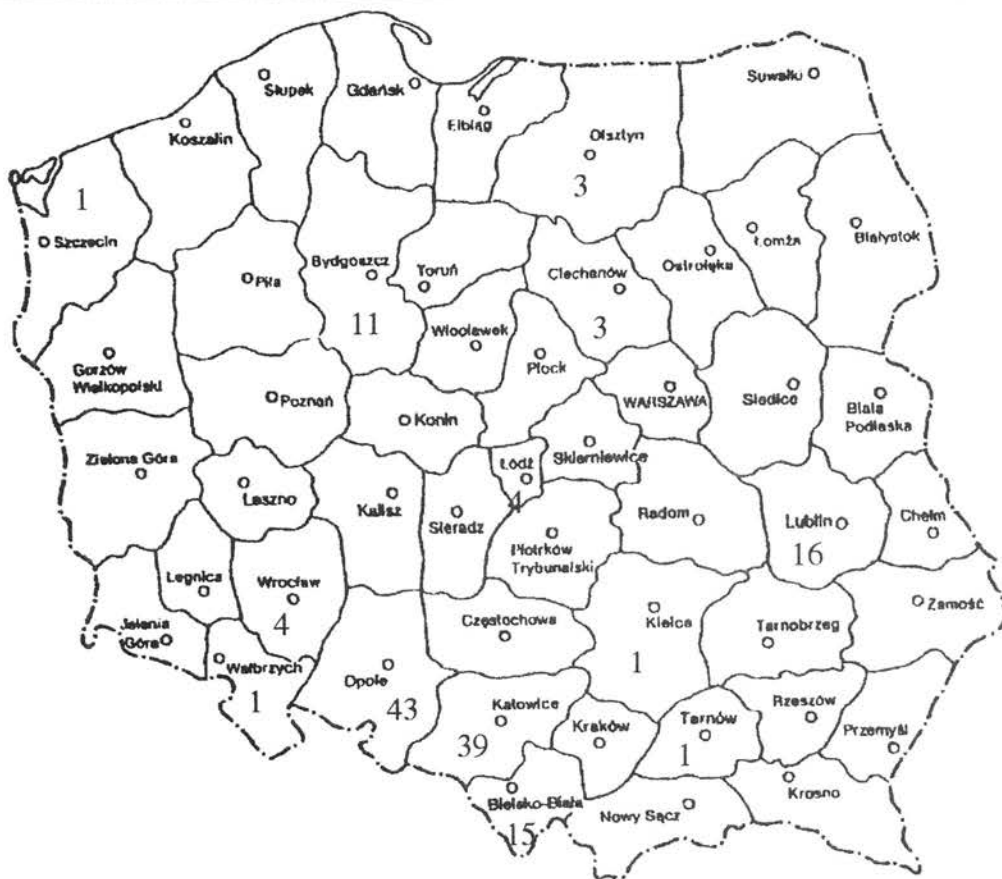 Słupsk
Gdańsk
Suwałki
Elbląg
Koszalin
Olsztyn
3
1
Szczecin
Łomża
Białystok
Ostrołęka
Bydgoszcz
Toruń
Ciechanów
Piła
11
Włocławek
3
Płock
Gorzów
Wielkopolski
Poznań
WARSZAWA
Siedlce
Biała
Podlaska
Konin
Zielona Góra
Łódź
4
Skierniewice
Leszno
Kalisz
Sieradz
Radom
Lublin
16
Chełm
Piotrków
Trybunalski
Legnica
Wrocław
4
Zamość
Jelenia
Góra
Częstochowa
Kielce
1
Tarnobrzeg
Wałbrzych
1
Opole
43
Katowice
39
Kraków
Tarnów
1
Rzeszów
Przemyśl
Bielsko-Biała
15
Nowy Sącz
Krosno